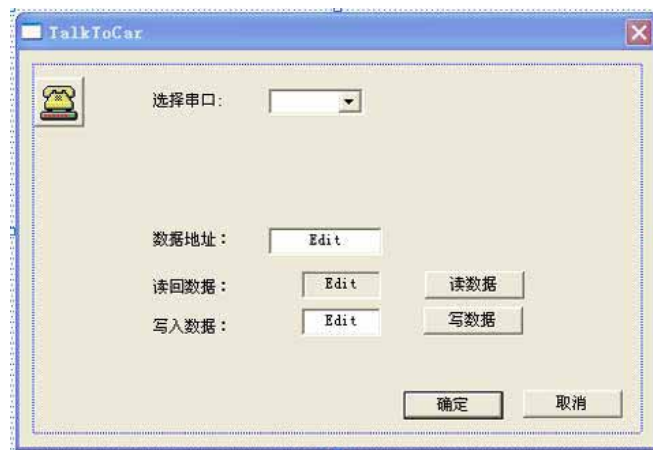 TalkToCar
选择串口:
数据地址： Edit
读回数据： Edit 读数据
写入数据： Edit 写数据
确定 取消